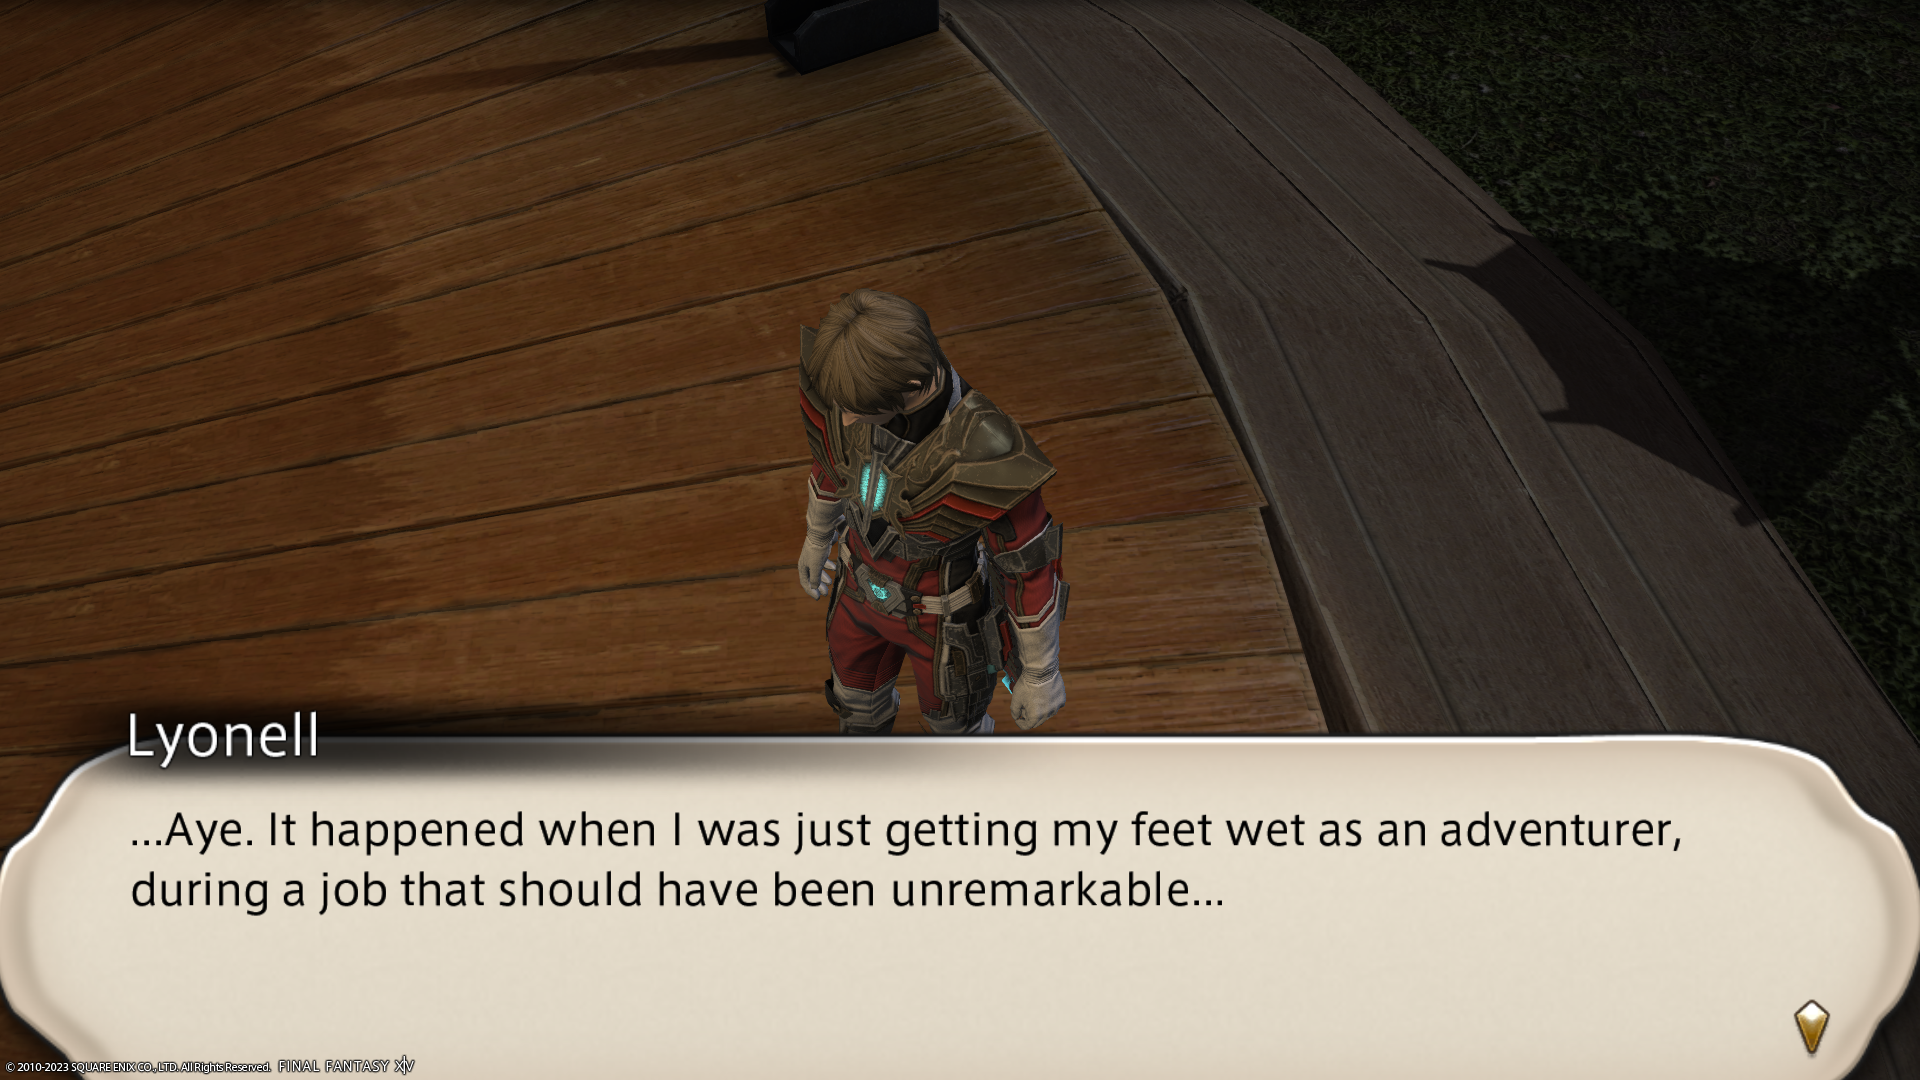 Lyonell
...Aye. It happened when I was just getting my feet wet as an adventurer,
during a job that should have been unremarkable...
© 2010-2023 SQUARE ENIX CO., LTD. All Rights Reserved. FINAL FANTASY XIV